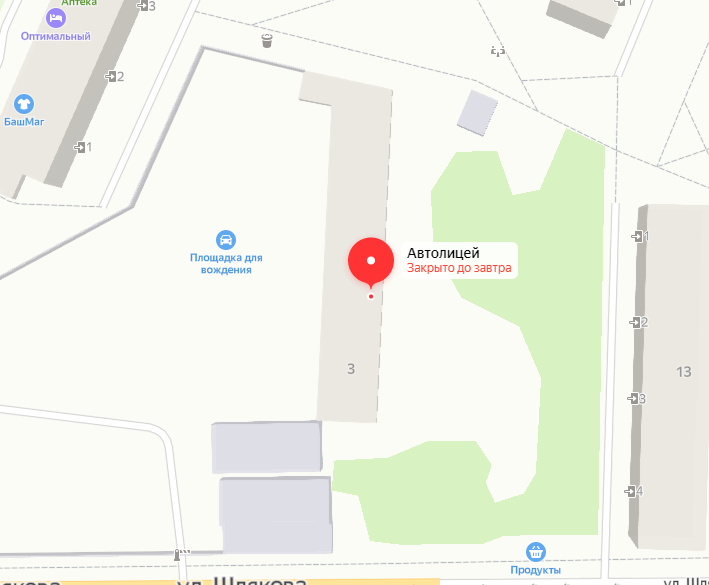 Аптека
3
1
Оптимальный
2
БашМаг
1
Площадка для
вождения
Автолицей
Закрыто до завтра
1
2
3
13
3
4
Продукты
ул. Шлякова